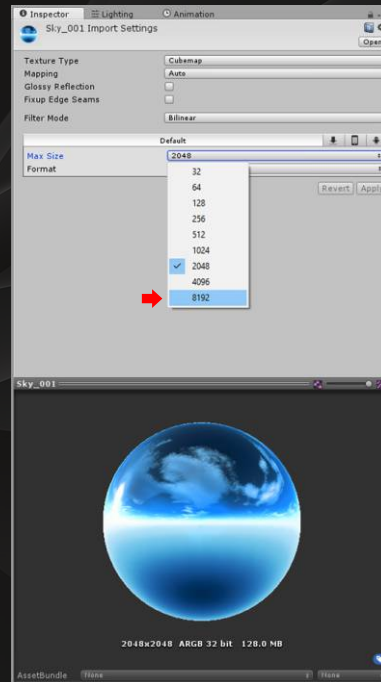 Inspector Lighting Animation
Sky_001 Import Settings
Open
Texture Type Cubemap
Mapping Auto
Glossy Reflection
Fixup Edge Seams
Filter Mode Bilinear
Default
Max Size 2048
Format
32
64
128
256
512
1024
2048
4096
8192
Revert Apply
Sky_001
2048x2048 ARGB 32 bit 128.0 MB
AssetBundle None None